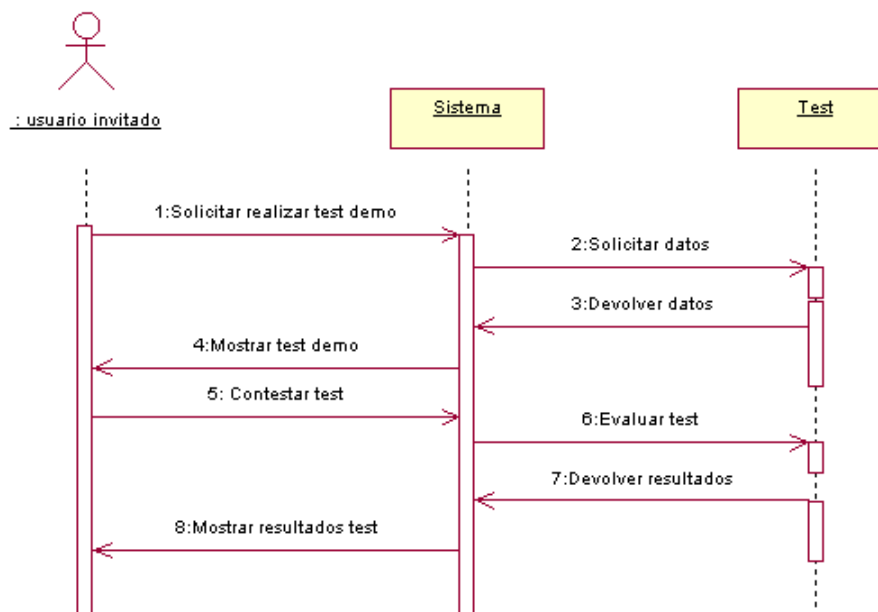 : usuario invitado
Sistema
Test
1:Solicitar realizar test demo
2:Solicitar datos
3:Devolver datos
4:Mostrar test demo
5: Contestar test
6:Evaluar test
7:Devolver resultados
8:Mostrar resultados test